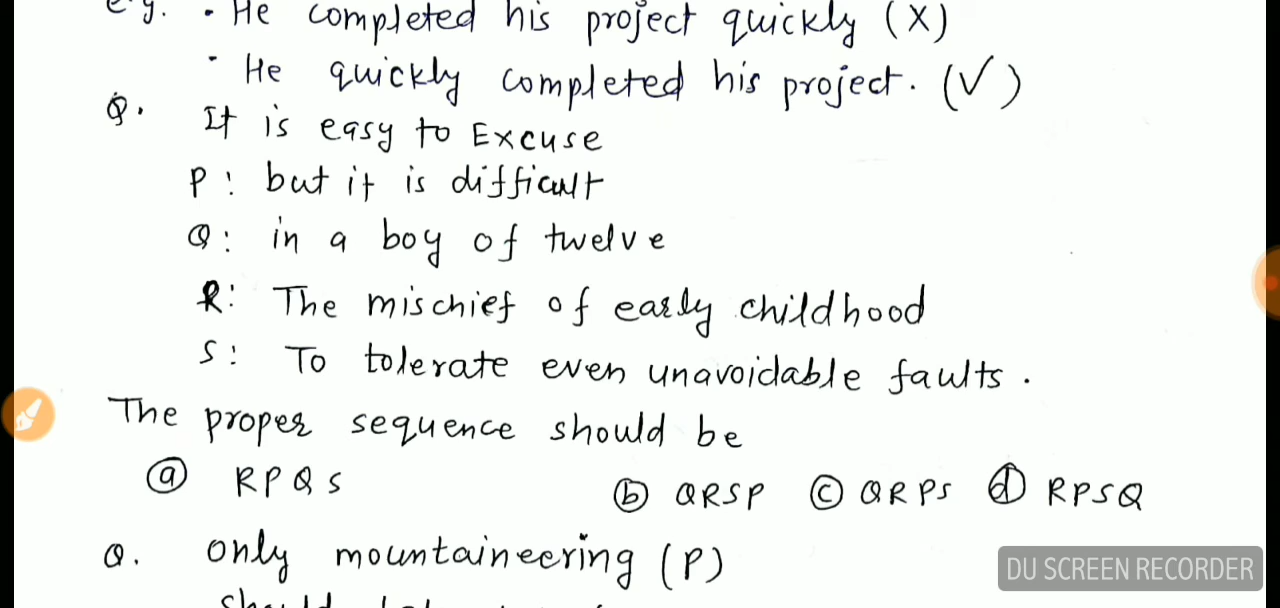 e.g. • He completed his project quickly (X)
• He quickly completed his project. (✓)
Q. It is easy to Excuse
P: but it is difficult
Q: in a boy of twelve
R: The mischief of early childhood
S: To tolerate even unavoidable faults.
The proper sequence should be
ⓐ RPQS ⓑ QRSP ⓒ QRPS ⓓ RPSQ
Q. only mountaineering (P)
should
DU SCREEN RECORDER